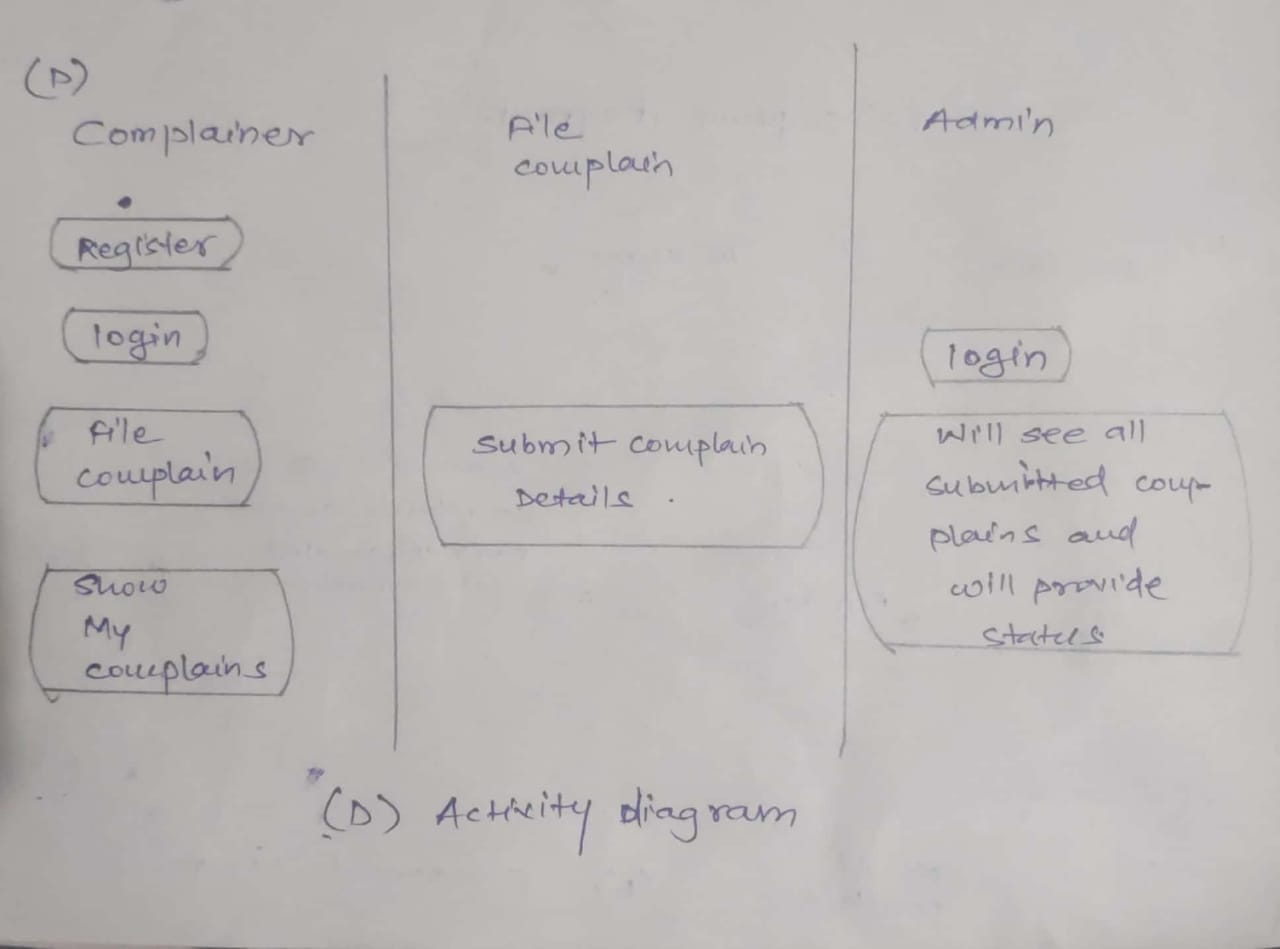 (D)
Complainer
Register
login
File
complain
Show
My
complains
File
complain
Submit complain
Details .
Admin
login
Will see all
submitted com-
plains and
will provide
status
(D) Activity diagram